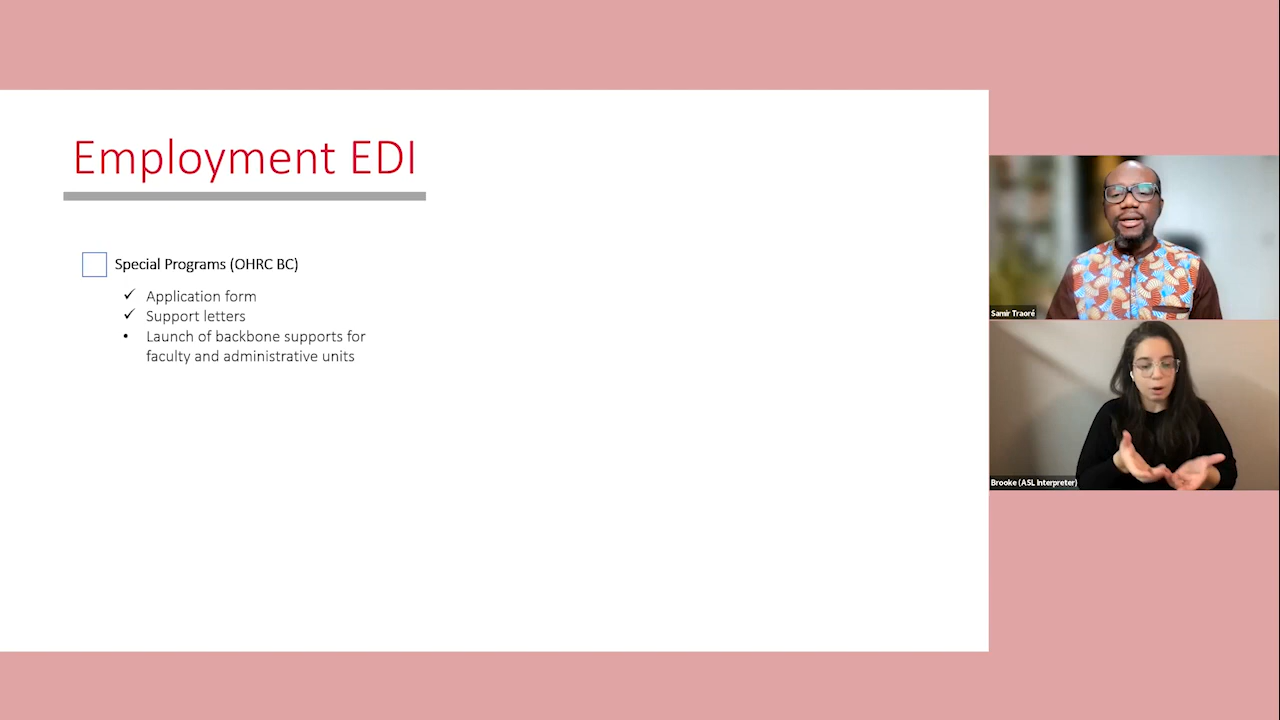 Employment EDI
Special Programs (OHRC BC)
✓ Application form
✓ Support letters
• Launch of backbone supports for
faculty and administrative units
Samir Traoré
Brooke (ASL Interpreter)